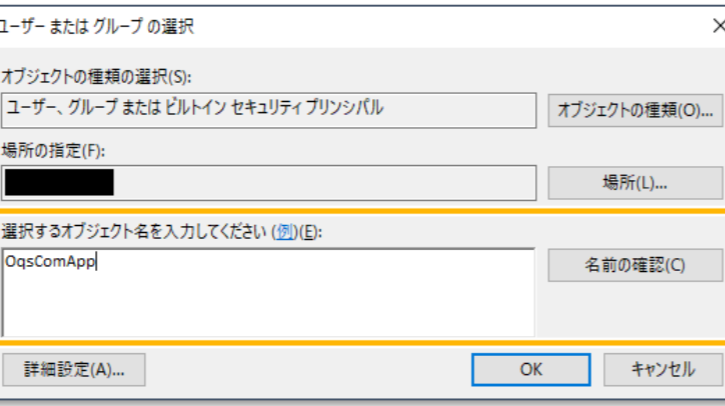 ユーザー または グループ の選択
オブジェクトの種類の選択(S):
ユーザー、グループ または ビルトイン セキュリティ プリンシパル
オブジェクトの種類(O)...
場所の指定(F):
場所(L)...
選択するオブジェクト名を入力してください (例)(E):
OqsComApp
名前の確認(C)
詳細設定(A)...
OK
キャンセル